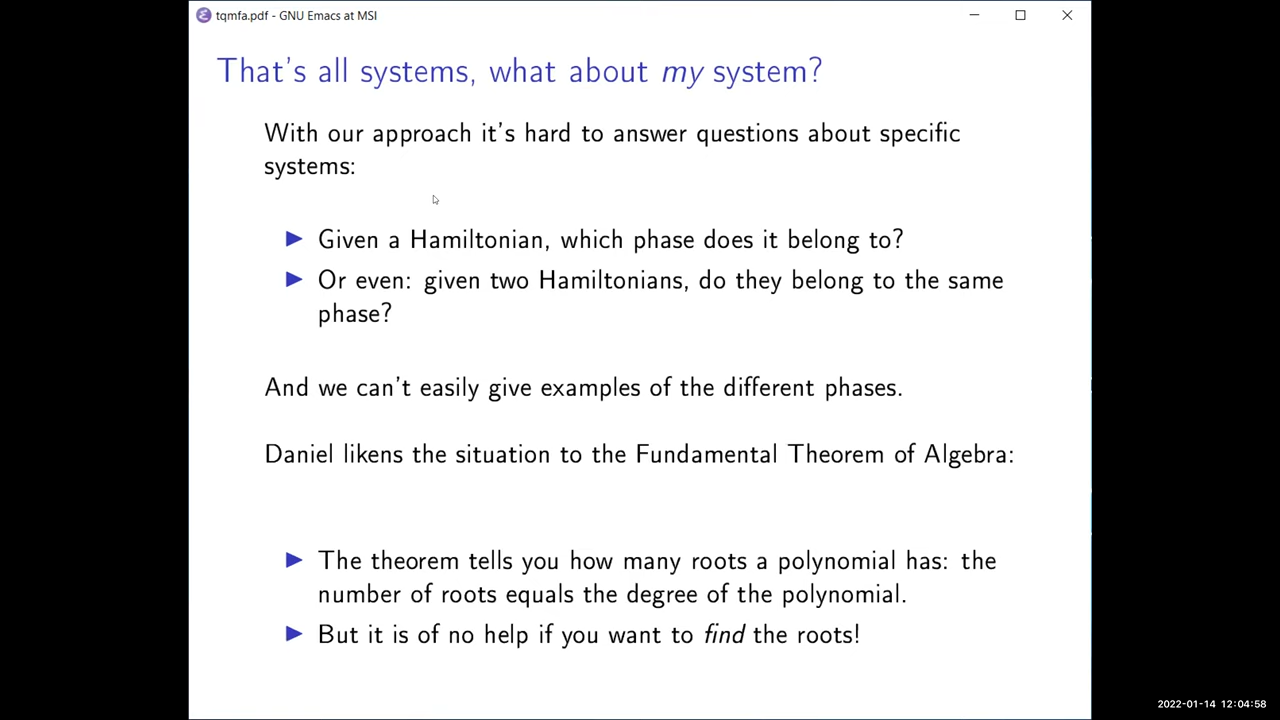 tqmfa.pdf - GNU Emacs at MSI
That's all systems, what about my system?
With our approach it's hard to answer questions about specific
systems:
Given a Hamiltonian, which phase does it belong to?
Or even: given two Hamiltonians, do they belong to the same
phase?
And we can't easily give examples of the different phases.
Daniel likens the situation to the Fundamental Theorem of Algebra:
The theorem tells you how many roots a polynomial has: the
number of roots equals the degree of the polynomial.
But it is of no help if you want to find the roots!
2022-01-14 12:04:58